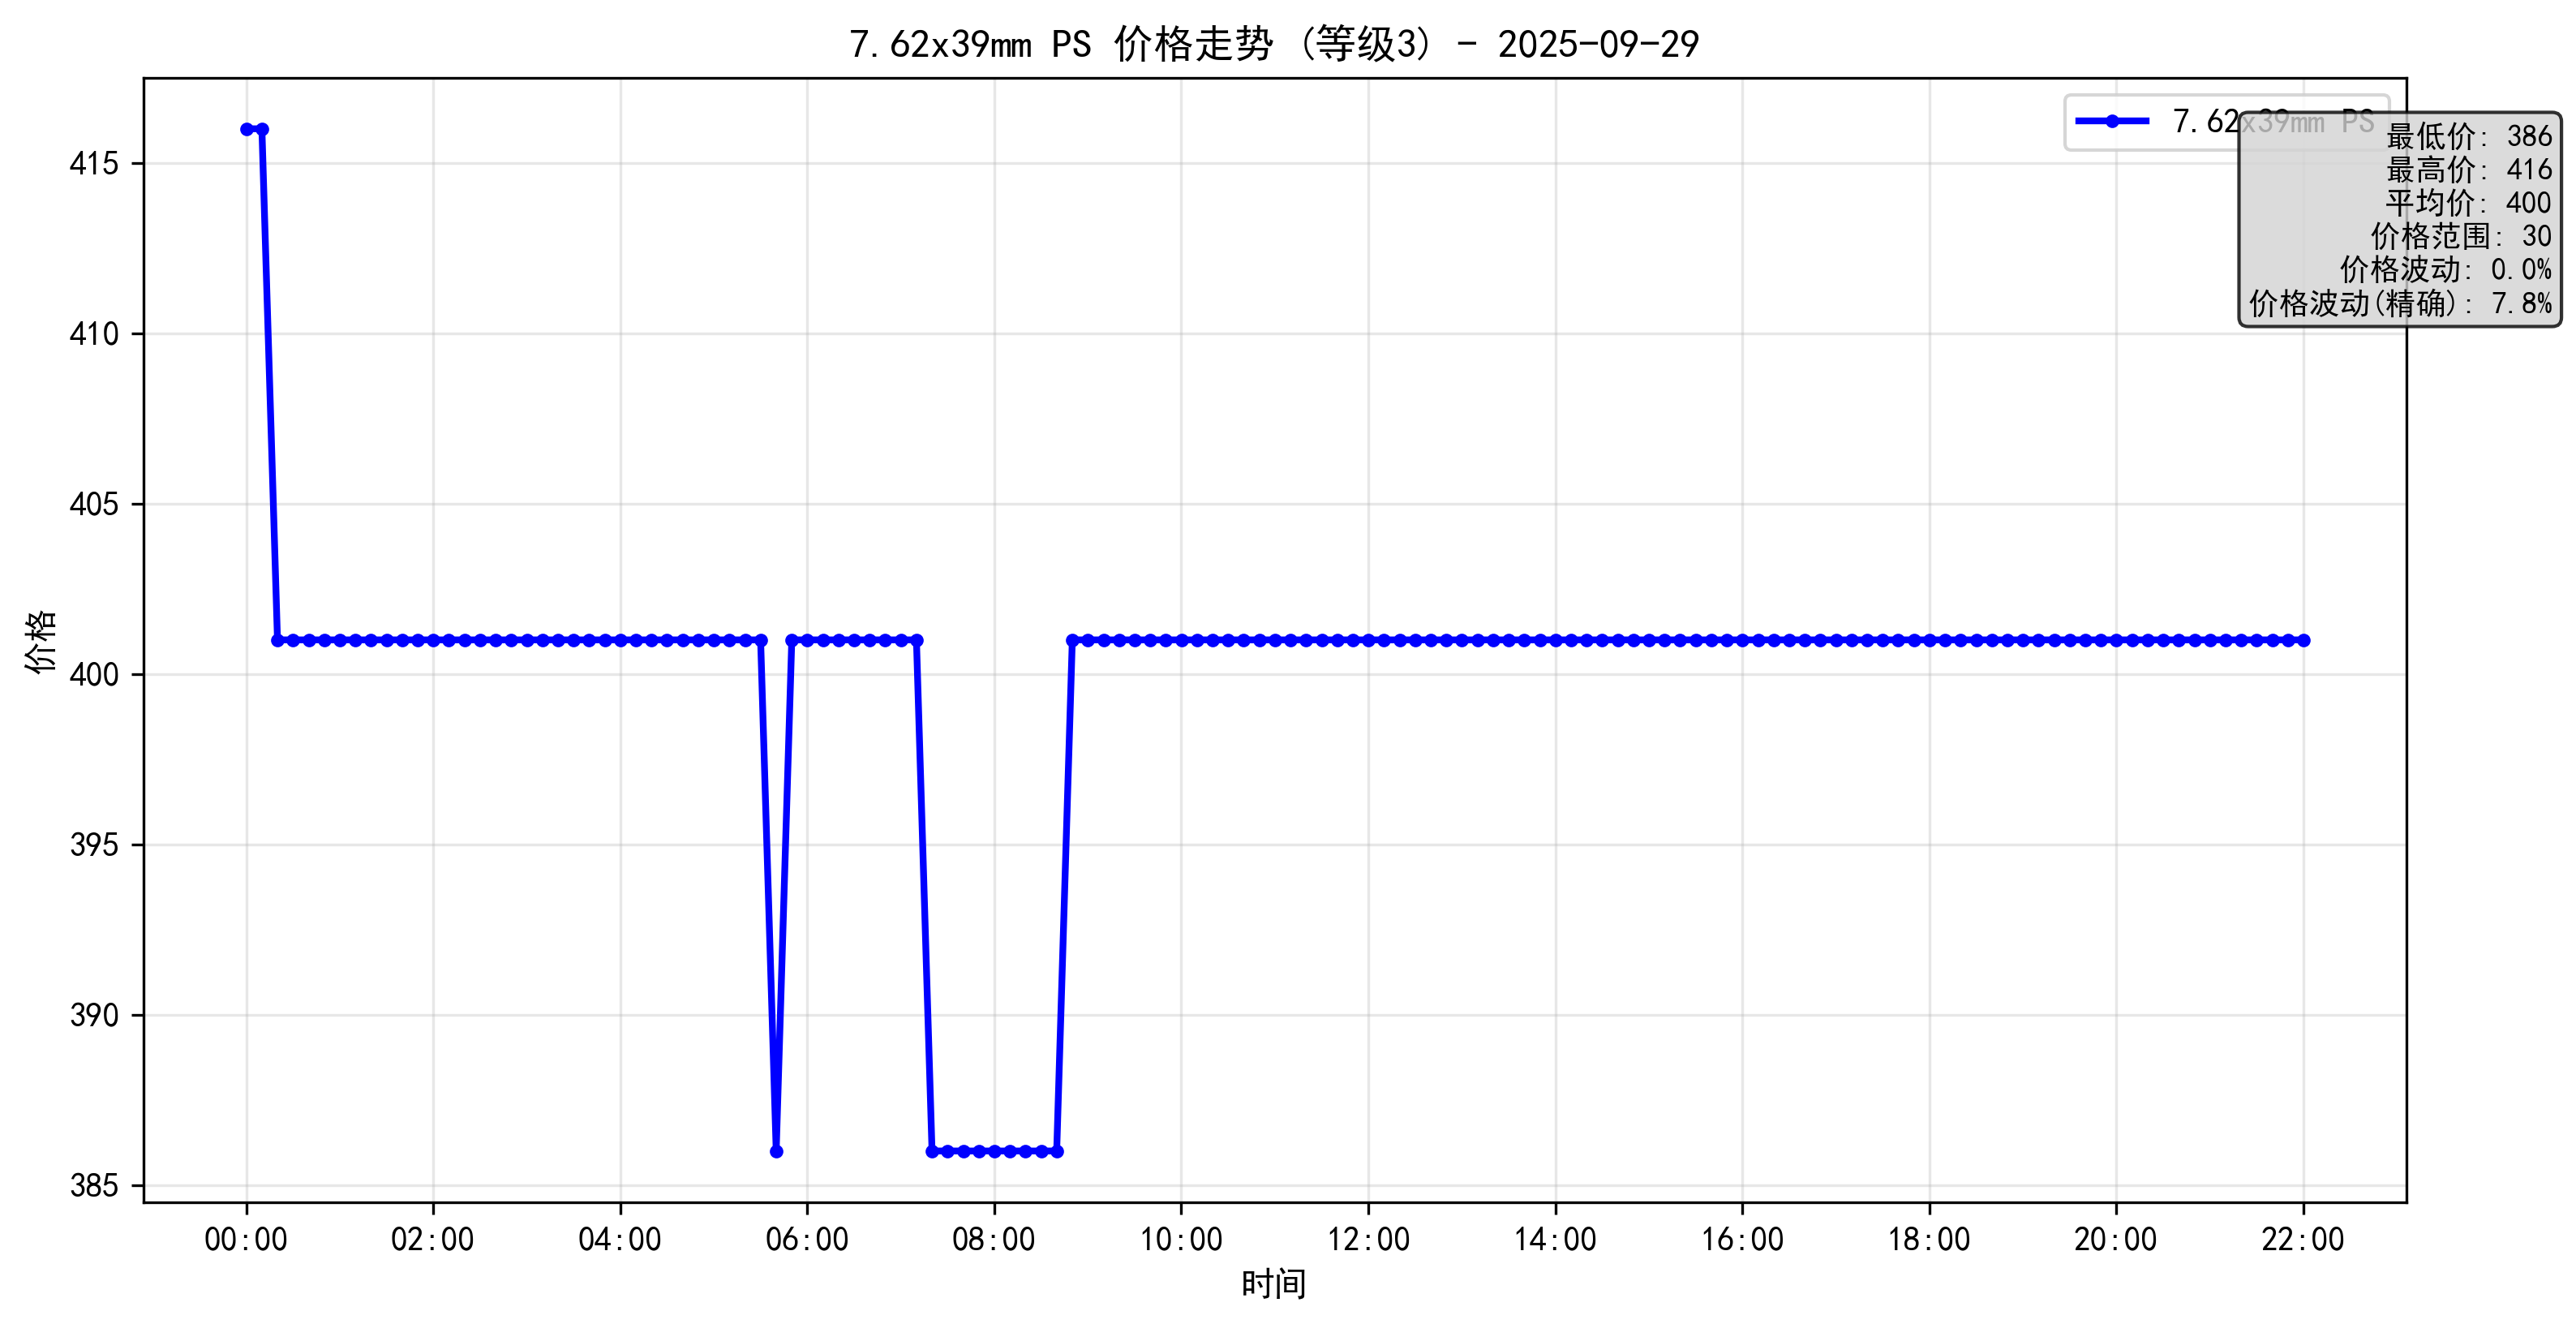 7.62x39mm PS 价格走势 (等级3) - 2025-09-29
7.62x39mm PS
最低价: 386
最高价: 416
平均价: 400
价格范围: 30
价格波动: 0.0%
价格波动(精确): 7.8%
415
410
405
400
395
390
385
价格
00:00 02:00 04:00 06:00 08:00 10:00 12:00 14:00 16:00 18:00 20:00 22:00
时间